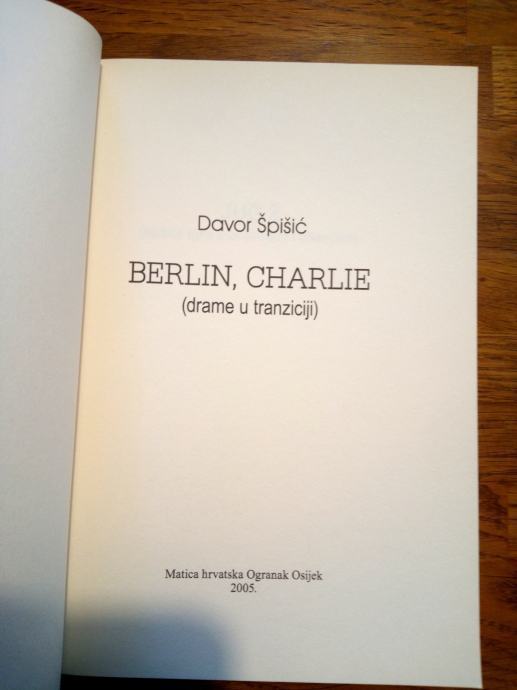 Davor Špišić
BERLIN, CHARLIE
(drame u tranziciji)
Matica hrvatska Ogranak Osijek
2005.